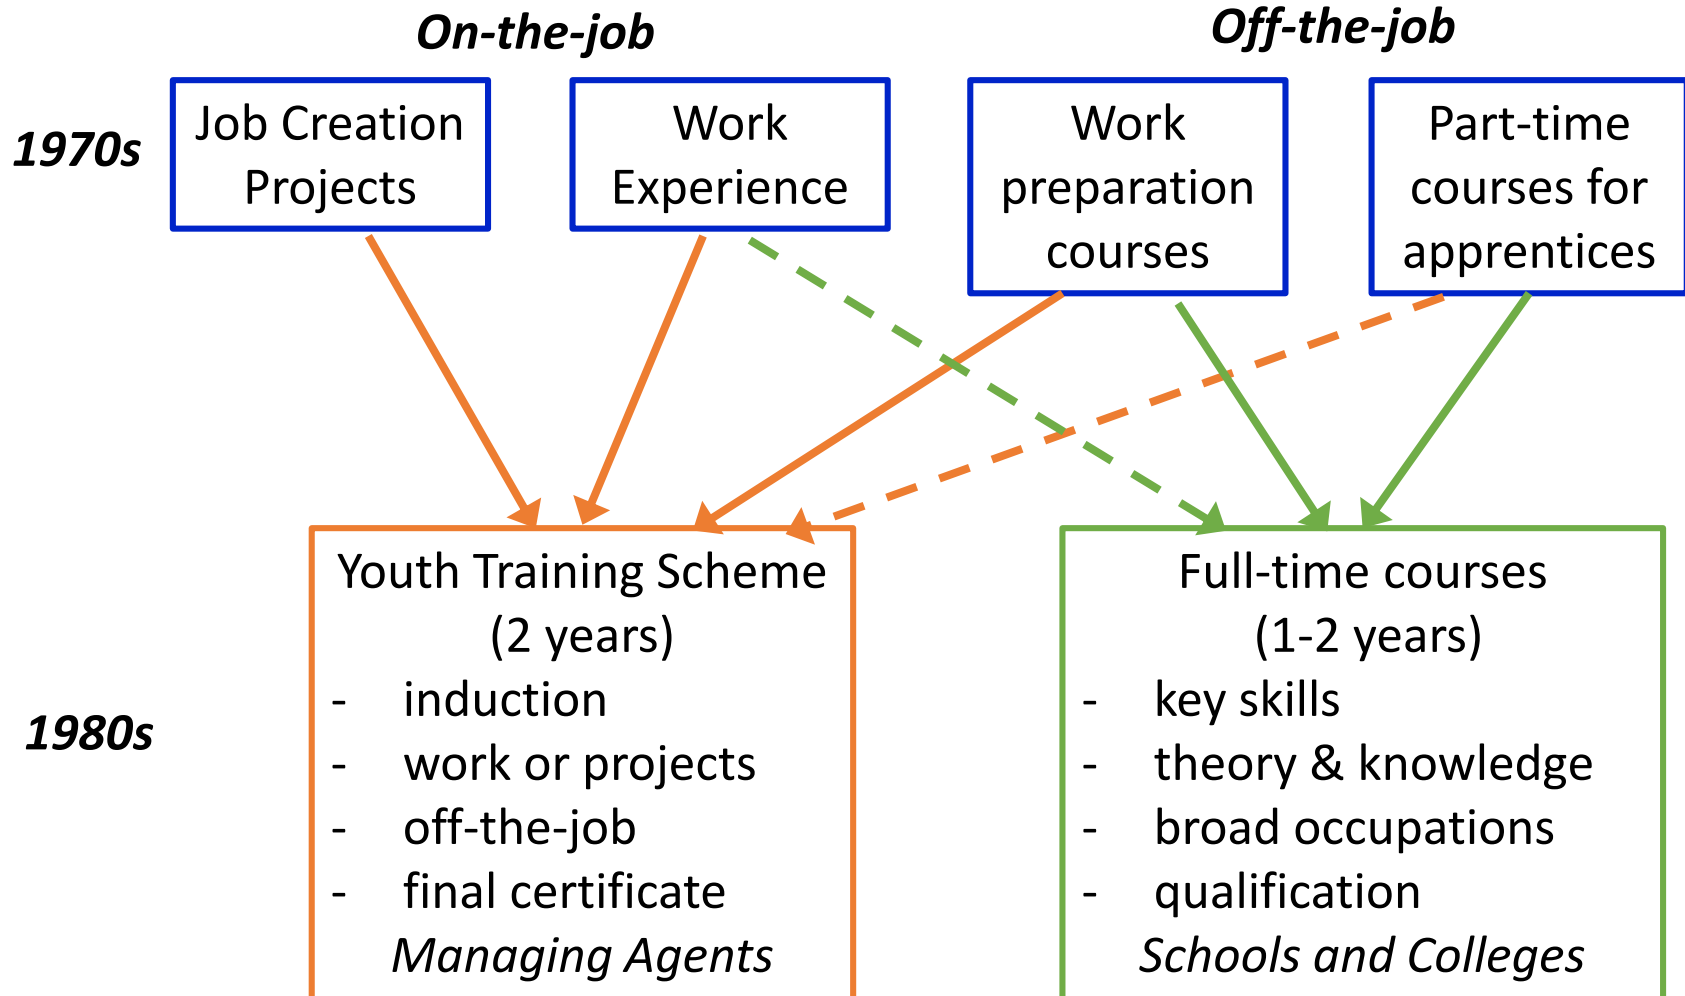 On-the-job
Off-the-job
1970s
Job Creation
Projects
Work
Experience
Work
preparation
courses
Part-time
courses for
apprentices
1980s
Youth Training Scheme
(2 years)
- induction
- work or projects
- off-the-job
- final certificate
Managing Agents
Full-time courses
(1-2 years)
- key skills
- theory & knowledge
- broad occupations
- qualification
Schools and Colleges